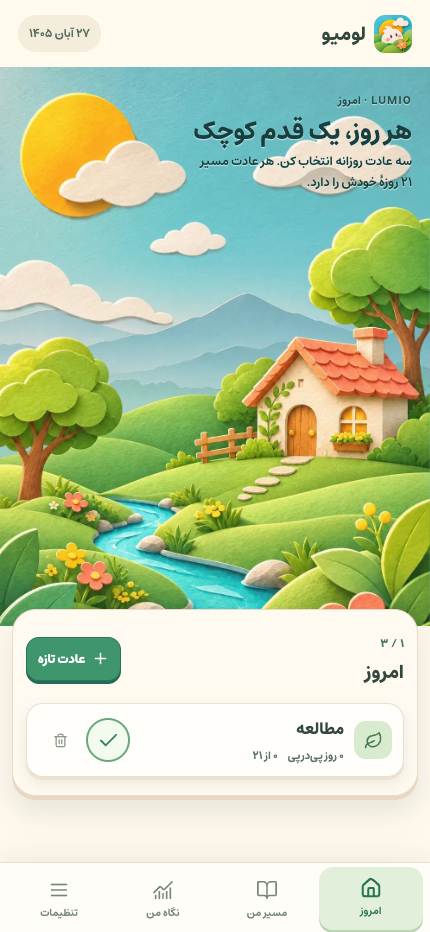 لومیو
۲۷ آبان ۱۴۰۵
LUMIO · امروز
هر روز، یک قدم کوچک
سه عادت روزانه انتخاب کن. هر عادت مسیر
۲۱ روزهٔ خودش را دارد.
۳ / ۱
امروز
عادت تازه
مطالعه
۰ روز پی‌درپی ۰ از ۲۱
امروز
مسیر من
نگاه من
تنظیمات